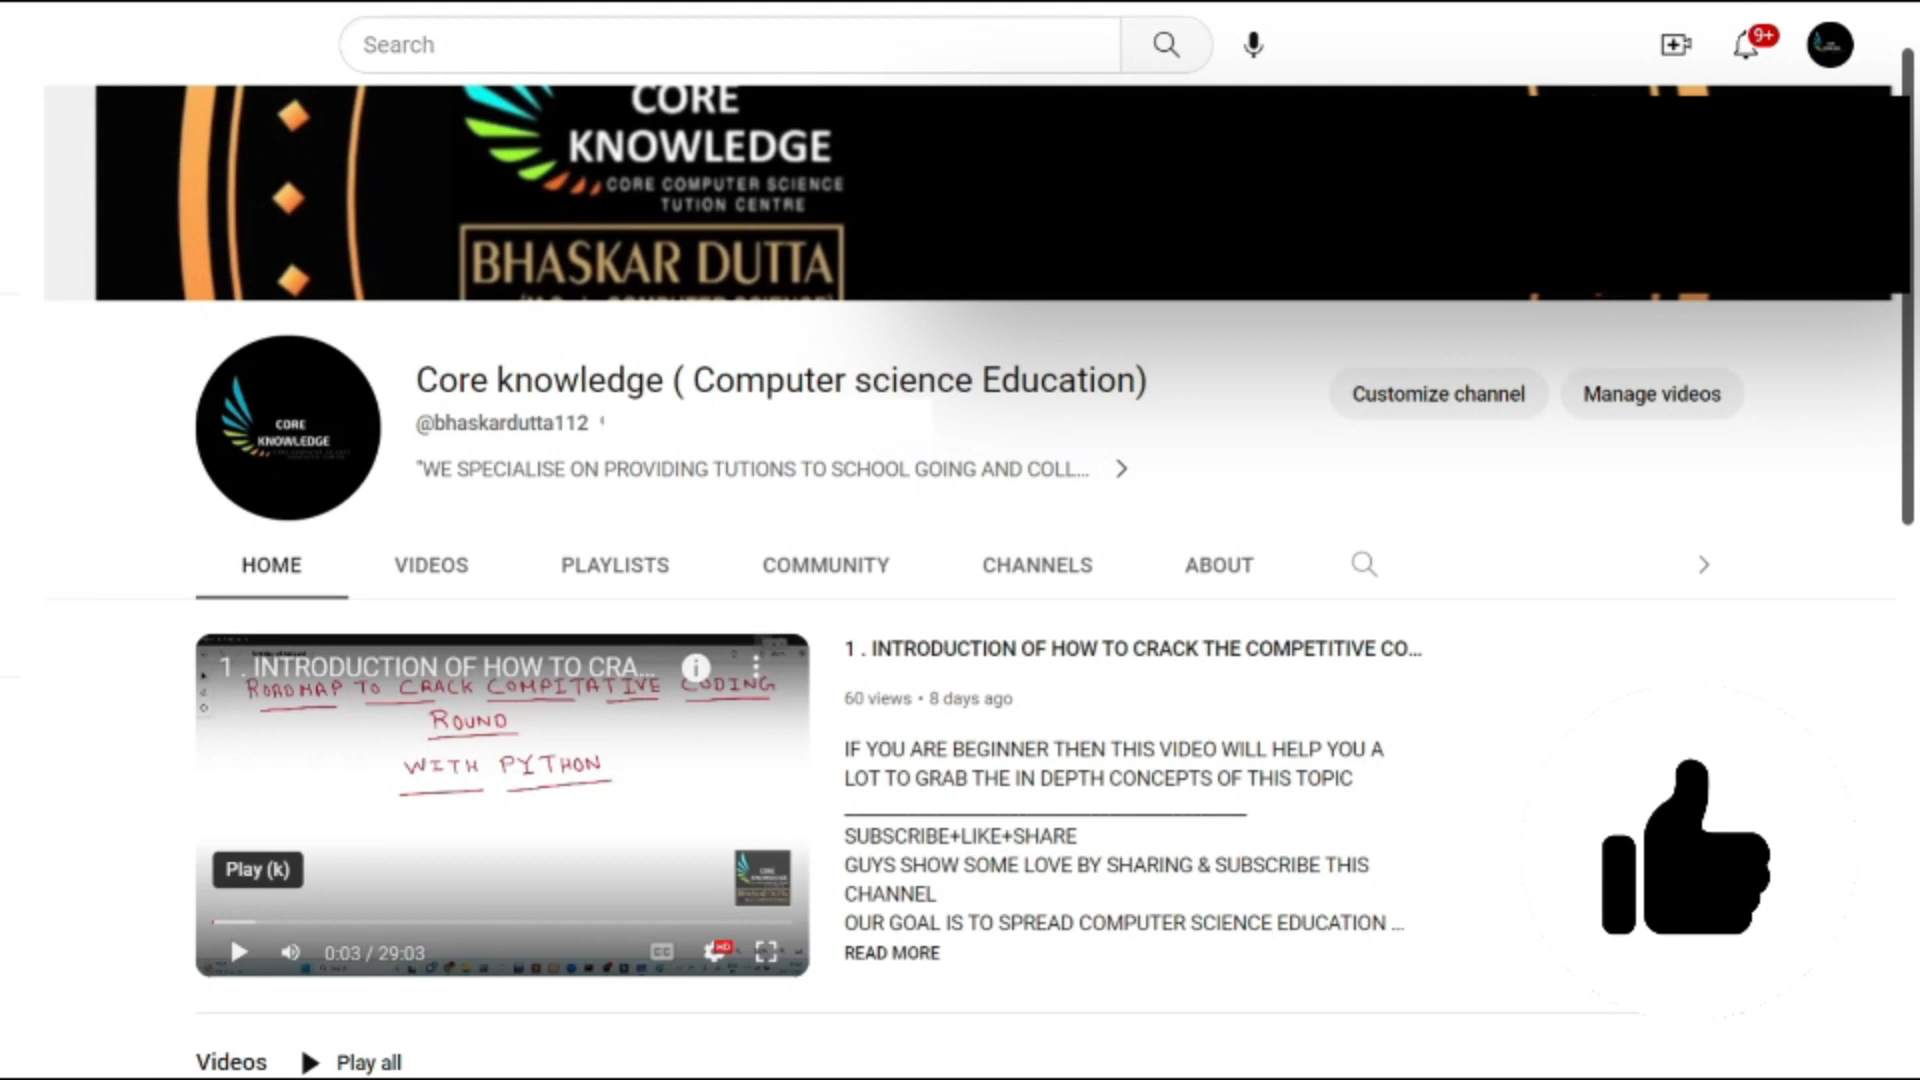 Search
9+
CORE
KNOWLEDGE
CORE COMPUTER SCIENCE
TUTION CENTRE
BHASKAR DUTTA
CORE
KNOWLEDGE
Core knowledge ( Computer science Education)
@bhaskardutta112
Customize channel
Manage videos
"WE SPECIALISE ON PROVIDING TUTIONS TO SCHOOL GOING AND COLL...
HOME
VIDEOS
PLAYLISTS
COMMUNITY
CHANNELS
ABOUT
1 . INTRODUCTION OF HOW TO CRA...
ROADMAP TO CRACK COMPITATIVE CODING
ROUND
WITH PYTHON
Play (k)
0:03 / 29:03
CC
HD
1 . INTRODUCTION OF HOW TO CRACK THE COMPETITIVE CO...
60 views • 8 days ago
IF YOU ARE BEGINNER THEN THIS VIDEO WILL HELP YOU A
LOT TO GRAB THE IN DEPTH CONCEPTS OF THIS TOPIC
SUBSCRIBE+LIKE+SHARE
GUYS SHOW SOME LOVE BY SHARING & SUBSCRIBE THIS
CHANNEL
OUR GOAL IS TO SPREAD COMPUTER SCIENCE EDUCATION ...
READ MORE
Videos
Play all